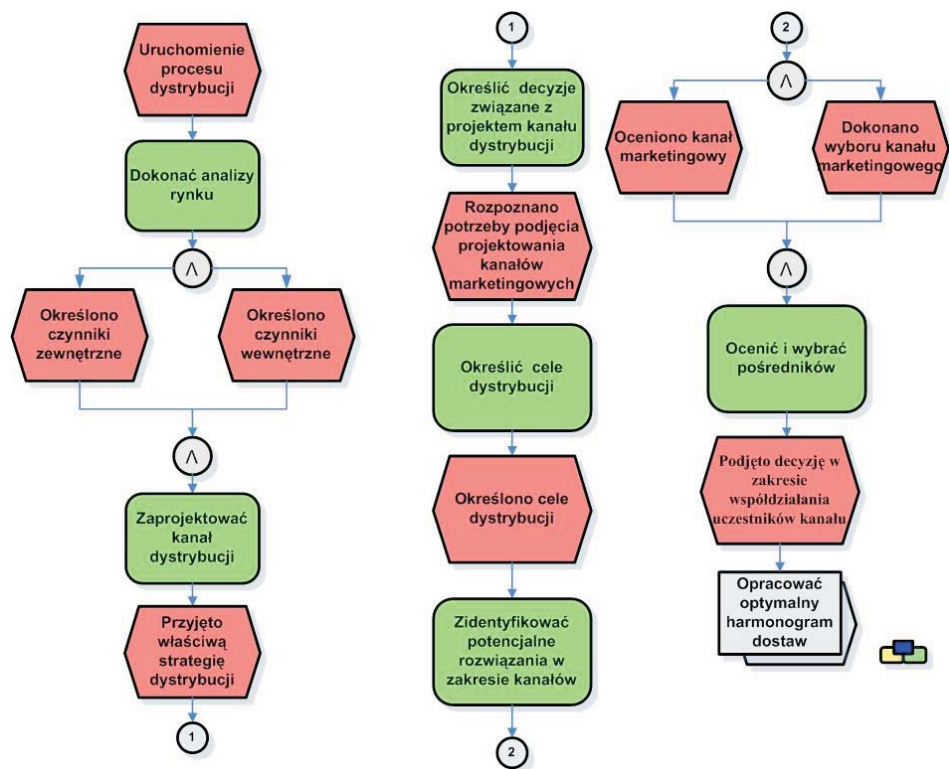 Uruchomienie
procesu
dystrybucji
Dokonać analizy
rynku
Λ
Określono
czynniki
zewnętrzne
Określono
czynniki
wewnętrzne
Λ
Zaprojektować
kanał
dystrybucji
Przyjęto
właściwą
strategię
dystrybucji
1
1
Określić decyzje
związane z
projektem kanału
dystrybucji
Rozpoznano
potrzeby podjęcia
projektowania
kanałów
marketingowych
Określić cele
dystrybucji
Określono cele
dystrybucji
Zidentyfikować
potencjalne
rozwiązania w
zakresie kanałów
2
2
Λ
Oceniono kanał
marketingowy
Dokonano
wyboru kanału
marketingowego
Λ
Ocenić i wybrać
pośredników
Podjęto decyzję w
zakresie
współdziałania
uczestników kanału
Opracować
optymalny
harmonogram
dostaw